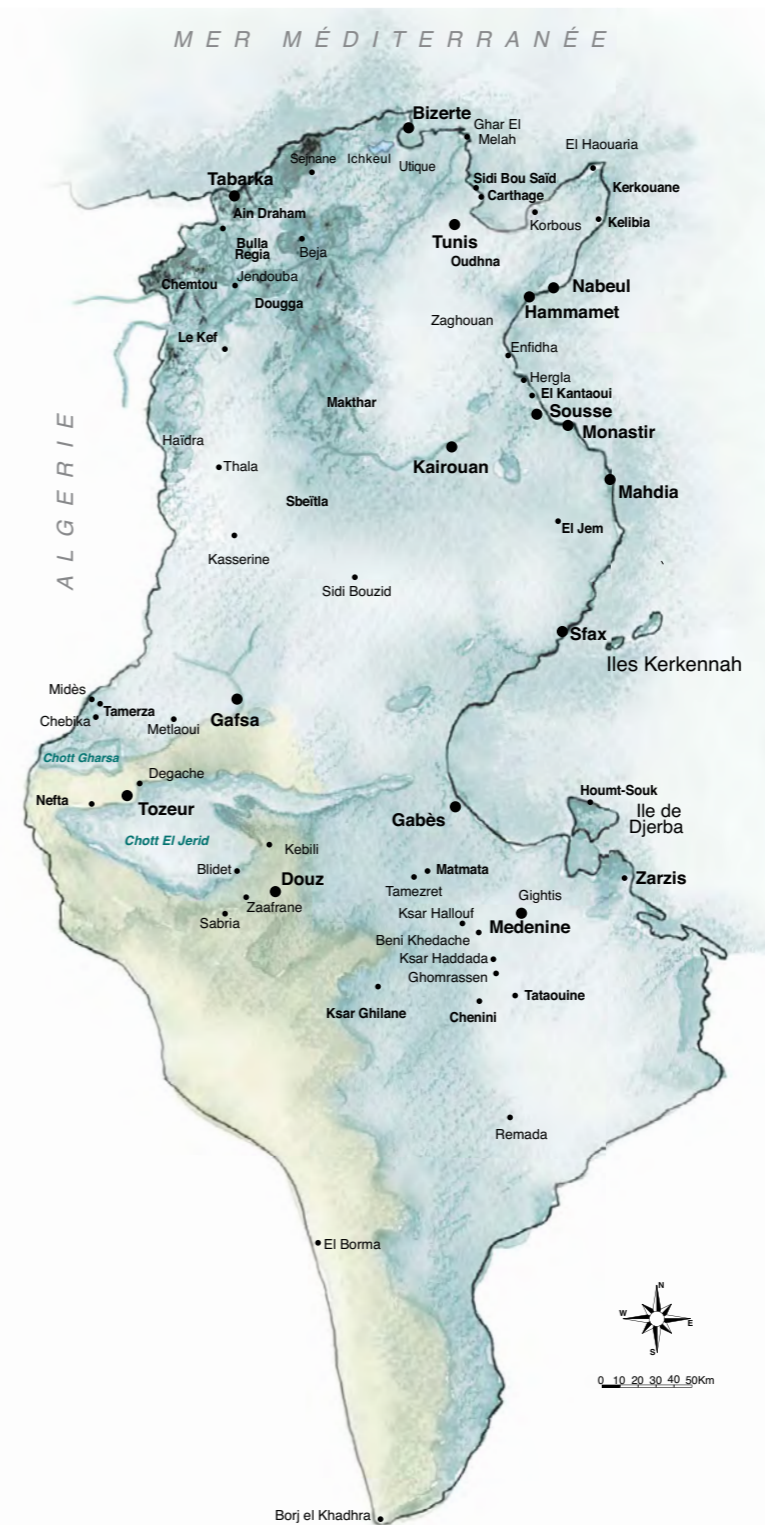 MER MÉDITERRANÉE
Bizerte
Ghar El
Melah
El Haouaria
Sejnane
Ichkeul
Utique
Tabarka
Sidi Bou Saïd
Carthage
Kerkouane
Ain Draham
Korbous
Kelibia
Bulla
Regia
Beja
Tunis
Oudhna
Chemtou
Jendouba
Dougga
Nabeul
Hammamet
Zaghouan
Le Kef
Enfidha
Hergla
El Kantaoui
Makthar
Sousse
Monastir
ALGERIE
Haïdra
Thala
Kairouan
Mahdia
Sbeïtla
El Jem
Kasserine
Sidi Bouzid
Sfax
Iles Kerkennah
Midès
Tamerza
Chebika
Metlaoui
Gafsa
Chott Gharsa
Degache
Nefta
Tozeur
Houmt-Souk
Ile de
Djerba
Gabès
Chott El Jerid
Kebili
Blidet
Douz
Matmata
Tamezret
Zarzis
Zaafrane
Sabria
Gightis
Ksar Hallouf
Medenine
Beni Khedache
Ksar Haddada
Ghomrassen
Ksar Ghilane
Tataouine
Chenini
Remada
El Borma
N
W
E
S
0 10 20 30 40 50Km
Borj el Khadhra